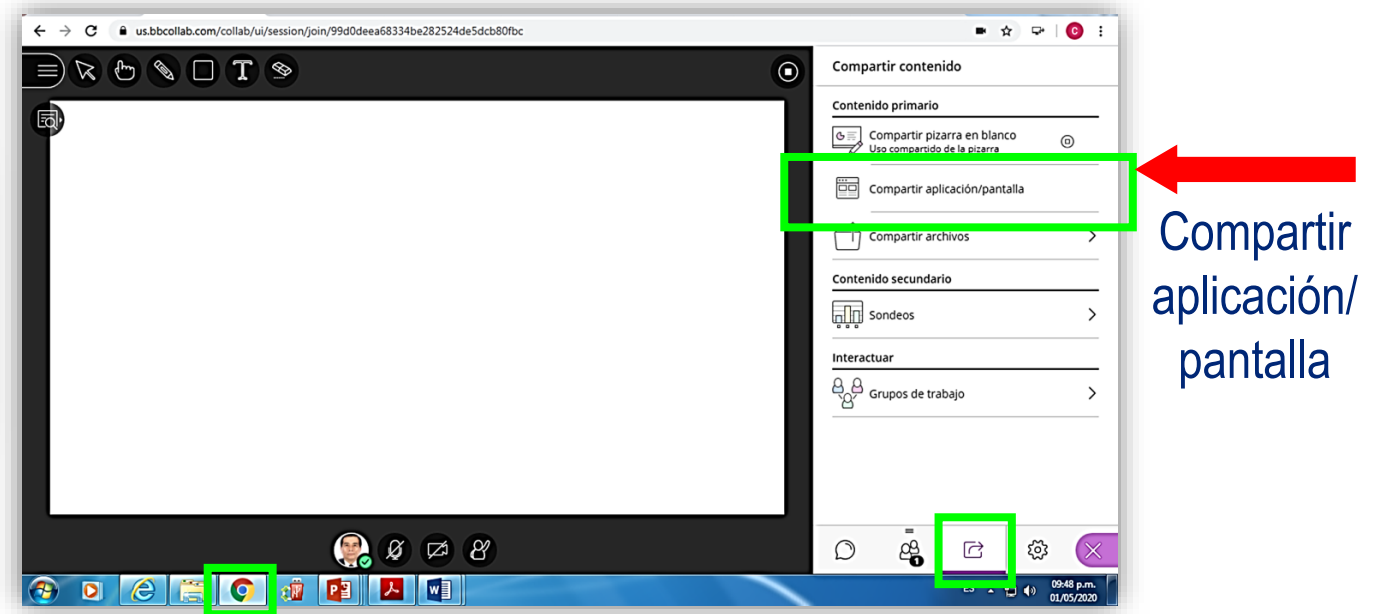 us.bbcollab.com/collab/ui/session/join/99d0deea68334be282524de5dcb80fbc
C
T
Compartir contenido
Contenido primario
Compartir pizarra en blanco
Uso compartido de la pizarra
Compartir aplicación/pantalla
Compartir archivos
Contenido secundario
Sondeos
Interactuar
Grupos de trabajo
1
ES
09:48 p.m.
01/05/2020
Compartir
aplicación/
pantalla